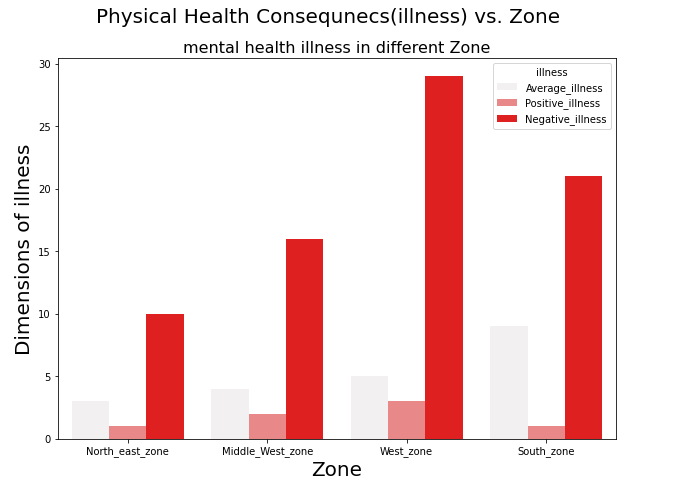 Physical Health Consequnecs(illness) vs. Zone
mental health illness in different Zone
illness
Average_illness
Positive_illness
Negative_illness
Dimensions of illness
30
25
20
15
10
5
0
North_east_zone Middle_West_zone West_zone South_zone
Zone